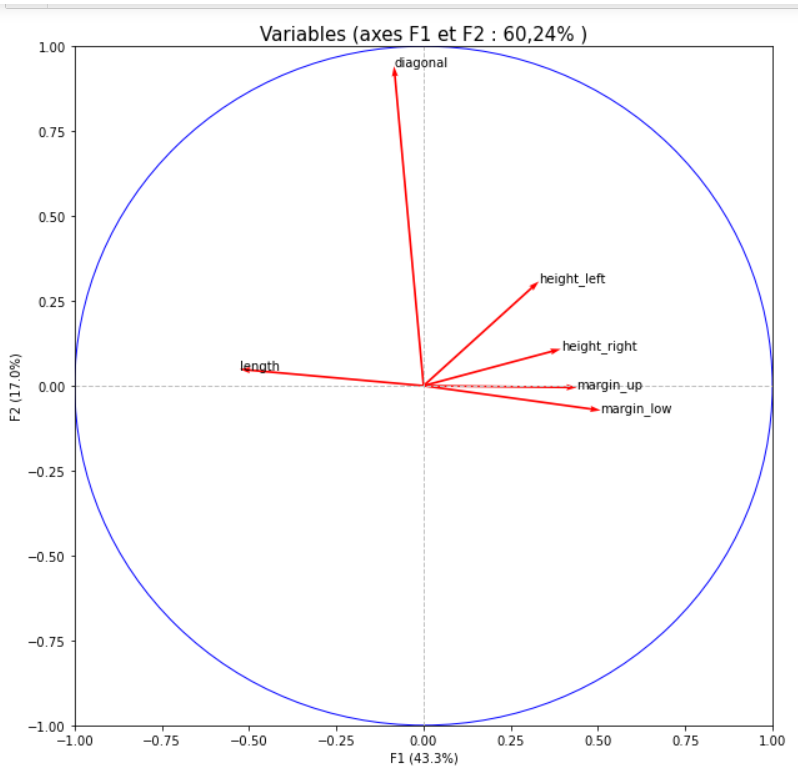 Variables (axes F1 et F2 : 60,24% )
1.00
diagonal
0.75
0.50
height_left
0.25
height_right
length
0.00
margin_up
margin_low
F2 (17.0%)
−0.25
−0.50
−0.75
−1.00
−1.00 −0.75 −0.50 −0.25 0.00 0.25 0.50 0.75 1.00
F1 (43.3%)